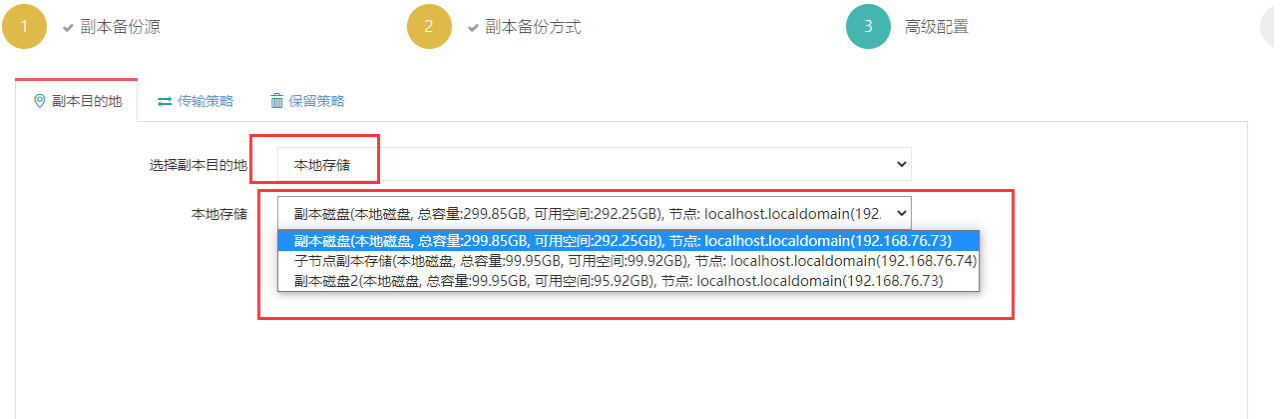 1 副本备份源 2 副本备份方式 3 高级配置
副本目的地 传输策略 保留策略
选择副本目的地 本地存储
本地存储 副本磁盘(本地磁盘, 总容量:299.85GB, 可用空间:292.25GB), 节点: localhost.localdomain(192.
副本磁盘(本地磁盘, 总容量:299.85GB, 可用空间:292.25GB), 节点: localhost.localdomain(192.168.76.73)
子节点副本存储(本地磁盘, 总容量:99.95GB, 可用空间:99.92GB), 节点: localhost.localdomain(192.168.76.74)
副本磁盘2(本地磁盘, 总容量:99.95GB, 可用空间:95.92GB), 节点: localhost.localdomain(192.168.76.73)